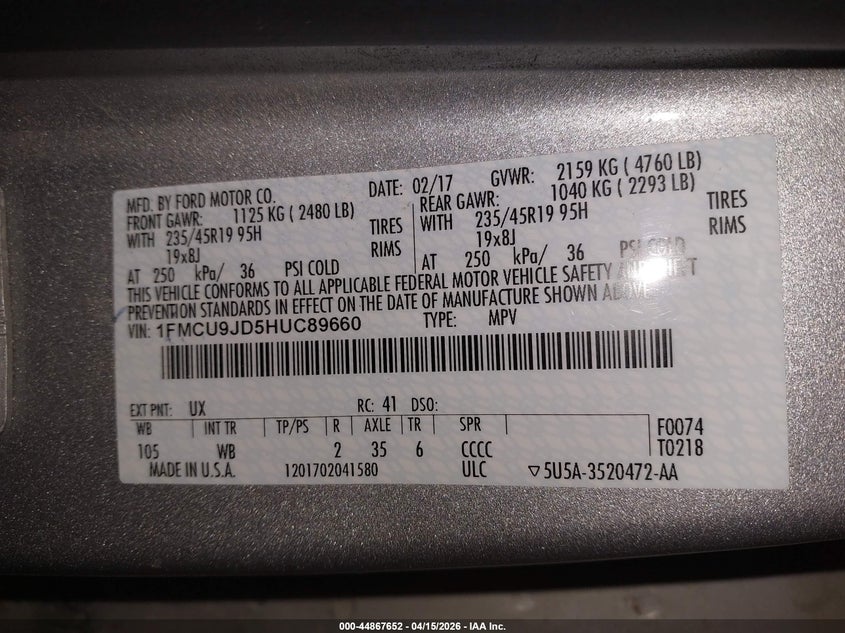 MFD. BY FORD MOTOR CO. DATE: 02/17 GVWR: 2159 KG ( 4760 LB)
FRONT GAWR: 1125 KG ( 2480 LB) REAR GAWR: 1040 KG ( 2293 LB)
WITH 235/45R19 95H TIRES WITH 235/45R19 95H TIRES
19x8J RIMS 19x8J RIMS
AT 250 kPa/ 36 PSI COLD AT 250 kPa/ 36 PSI COLD
THIS VEHICLE CONFORMS TO ALL APPLICABLE FEDERAL MOTOR VEHICLE SAFETY
PREVENTION STANDARDS IN EFFECT ON THE DATE OF MANUFACTURE SHOWN ABOVE.
VIN: 1FMCU9JD5HUC89660 TYPE: MPV
EXT PNT: UX RC: 41 DSO:
WB INT TR TP/PS R AXLE TR SPR F0074
105 WB 2 35 6 CCCC T0218
MADE IN U.S.A. 1201702041580 ULC ▽5U5A-3520472-AA
000-44867652 - 04/15/2026 - IAA Inc.